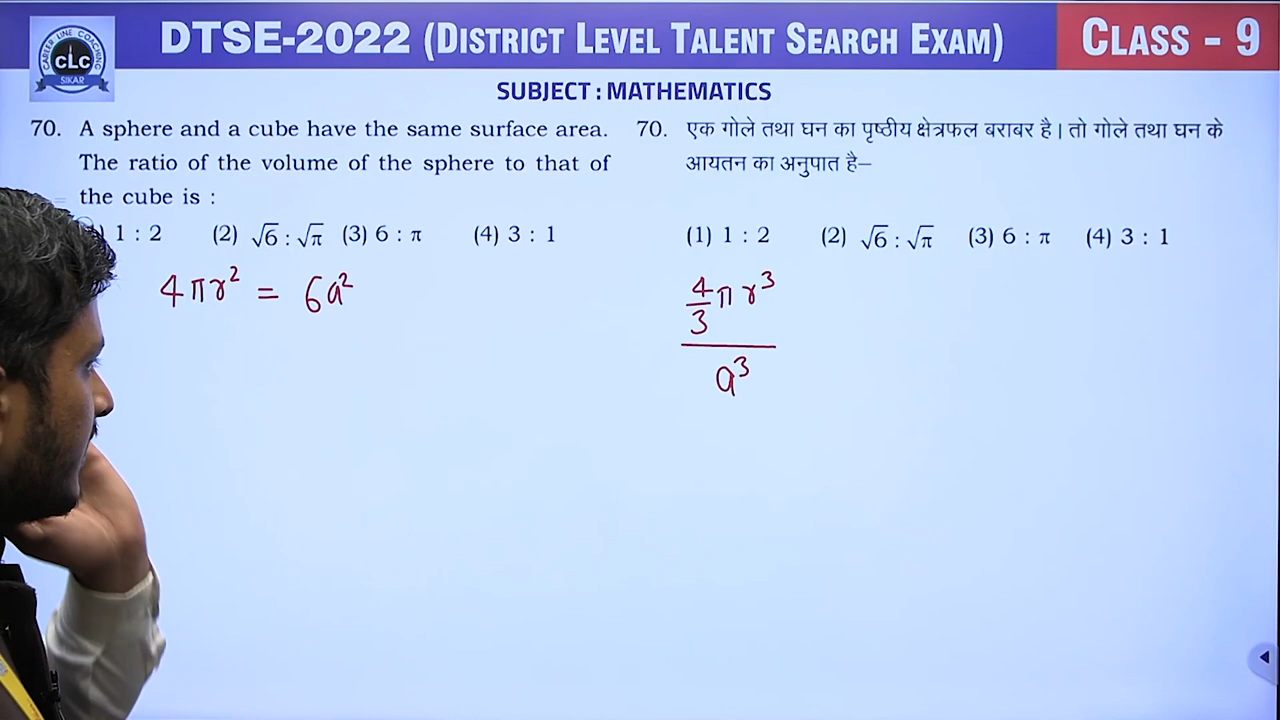 CAREER LINE COACHING
CLC
SIKAR
DTSE-2022 (DISTRICT LEVEL TALENT SEARCH EXAM)
CLASS - 9
SUBJECT : MATHEMATICS
70. A sphere and a cube have the same surface area.
The ratio of the volume of the sphere to that of
the cube is :
) 1 : 2 (2) √6 : √π (3) 6 : π (4) 3 : 1
4πr² = 6a²
70. एक गोले तथा घन का पृष्ठीय क्षेत्रफल बराबर है। तो गोले तथा घन के
आयतन का अनुपात है–
(1) 1 : 2 (2) √6 : √π (3) 6 : π (4) 3 : 1
4
3
πr³
a³